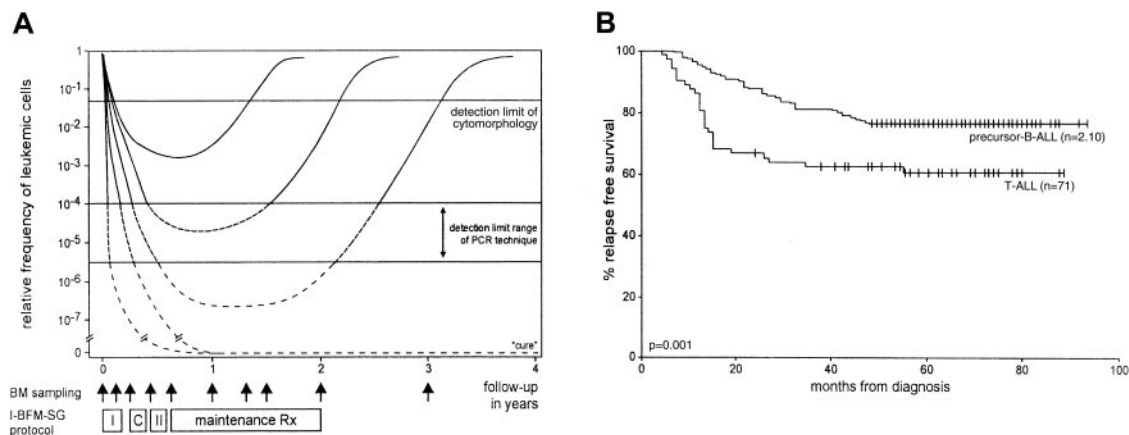 A
relative frequency of leukemic cells
1
10-1
10-2
10-3
10-4
10-5
10-6
10-7
0
detection limit of
cytomorphology
detection limit range
of PCR technique
"cure"
0 1 2 3 4
BM sampling
follow-up
in years
I-BFM-SG
protocol
I C II maintenance Rx
B
% relapse free survival
100
80
60
40
20
0
precursor-B-ALL (n=2.10)
T-ALL (n=71)
p=0.001
0 20 40 60 80 100
months from diagnosis